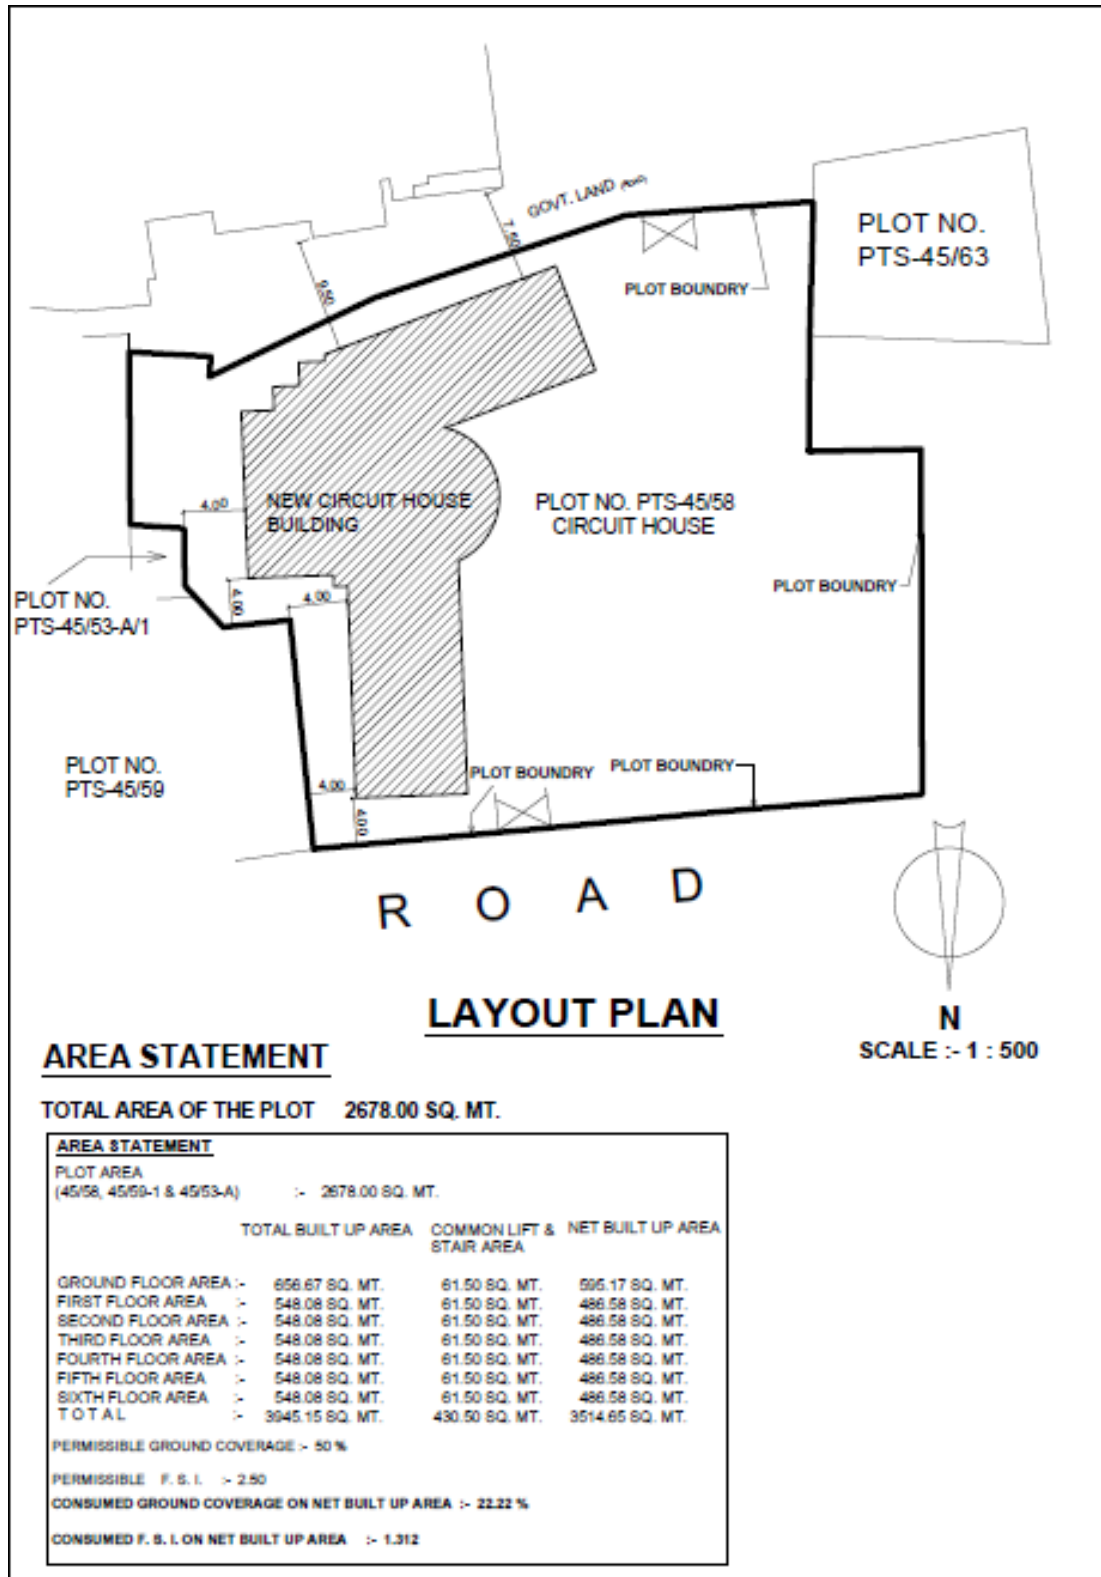 GOVT. LAND (ROAD)
7.60
9.50
PLOT NO.
PTS-45/63
PLOT BOUNDRY
4.00
NEW CIRCUIT HOUSE
BUILDING
PLOT NO. PTS-45/58
CIRCUIT HOUSE
PLOT BOUNDRY
PLOT NO.
PTS-45/53-A/1
4.00
4.00
PLOT NO.
PTS-45/59
4.00
4.00
PLOT BOUNDRY
PLOT BOUNDRY
ROAD
N
SCALE :- 1 : 500
LAYOUT PLAN
AREA STATEMENT
TOTAL AREA OF THE PLOT 2678.00 SQ. MT.
AREA STATEMENT
PLOT AREA
(45/58, 45/59-1 & 45/53-A) :- 2678.00 SQ. MT.
TOTAL BUILT UP AREA COMMON LIFT & STAIR AREA NET BUILT UP AREA
GROUND FLOOR AREA :- 656.67 SQ. MT. 61.50 SQ. MT. 595.17 SQ. MT.
FIRST FLOOR AREA :- 548.08 SQ. MT. 61.50 SQ. MT. 486.58 SQ. MT.
SECOND FLOOR AREA :- 548.08 SQ. MT. 61.50 SQ. MT. 486.58 SQ. MT.
THIRD FLOOR AREA :- 548.08 SQ. MT. 61.50 SQ. MT. 486.58 SQ. MT.
FOURTH FLOOR AREA :- 548.08 SQ. MT. 61.50 SQ. MT. 486.58 SQ. MT.
FIFTH FLOOR AREA :- 548.08 SQ. MT. 61.50 SQ. MT. 486.58 SQ. MT.
SIXTH FLOOR AREA :- 548.08 SQ. MT. 61.50 SQ. MT. 486.58 SQ. MT.
TOTAL :- 3945.15 SQ. MT. 430.50 SQ. MT. 3514.65 SQ. MT.
PERMISSIBLE GROUND COVERAGE :- 50 %
PERMISSIBLE F. S. I. :- 2.50
CONSUMED GROUND COVERAGE ON NET BUILT UP AREA :- 22.22 %
CONSUMED F. S. I. ON NET BUILT UP AREA :- 1.312